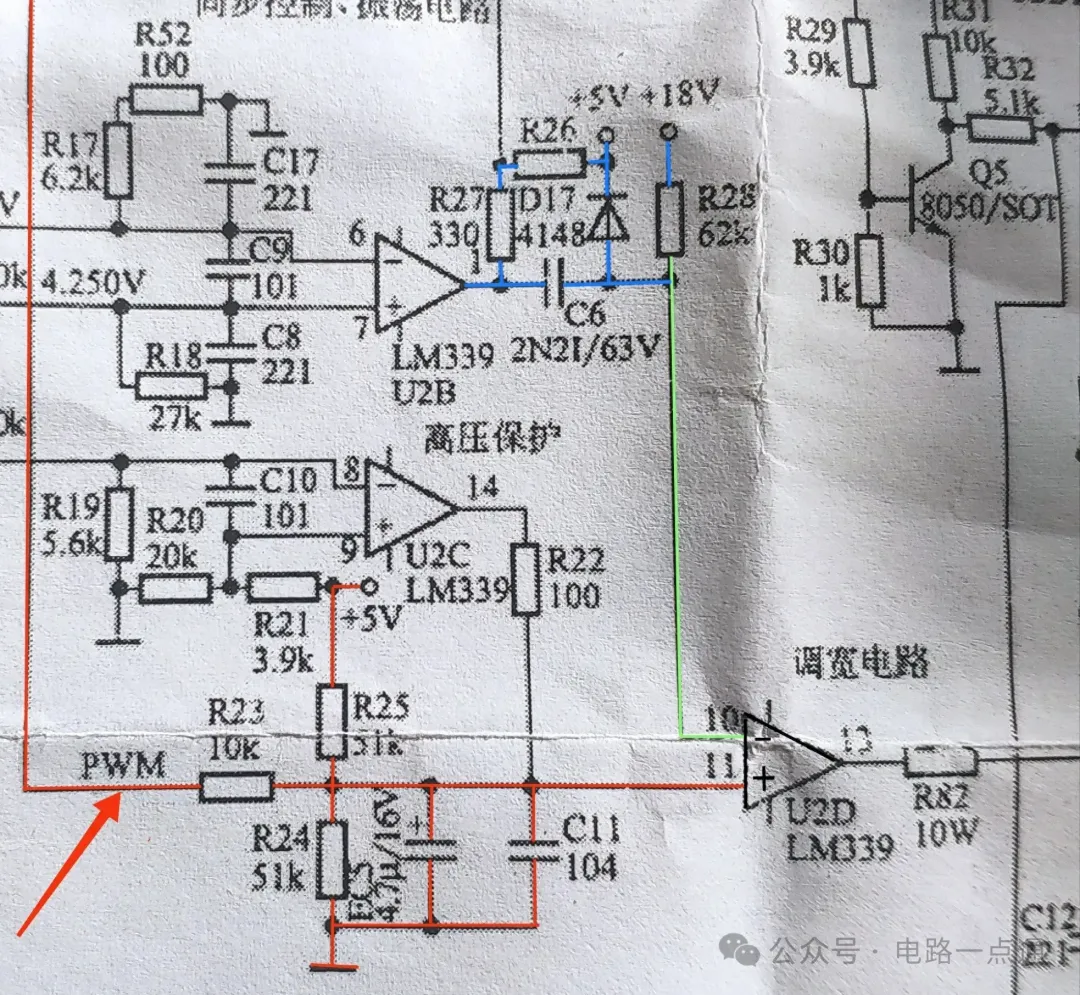 同步控制、振荡电路
R52
100
R17
6.2k
C17
221
V
C9
101
0k
4.250V
C8
221
R18
27k
0k
6
7
1
LM339
U2B
R26
+5V
+18V
R27
330
D17
4148
R28
62k
C6
2N2I/63V
R29
3.9k
R31
10k
R32
5.1k
Q5
8050/SOT
R30
1k
高压保护
R19
5.6k
R20
20k
C10
101
8
9
14
U2C
LM339
R22
100
R21
3.9k
+5V
R25
51k
调宽电路
R23
10k
PWM
10
11
13
U2D
LM339
R82
10W
R24
51k
EC5
4.7μ/16V
C11
104
C12
221
公众号·电路一点